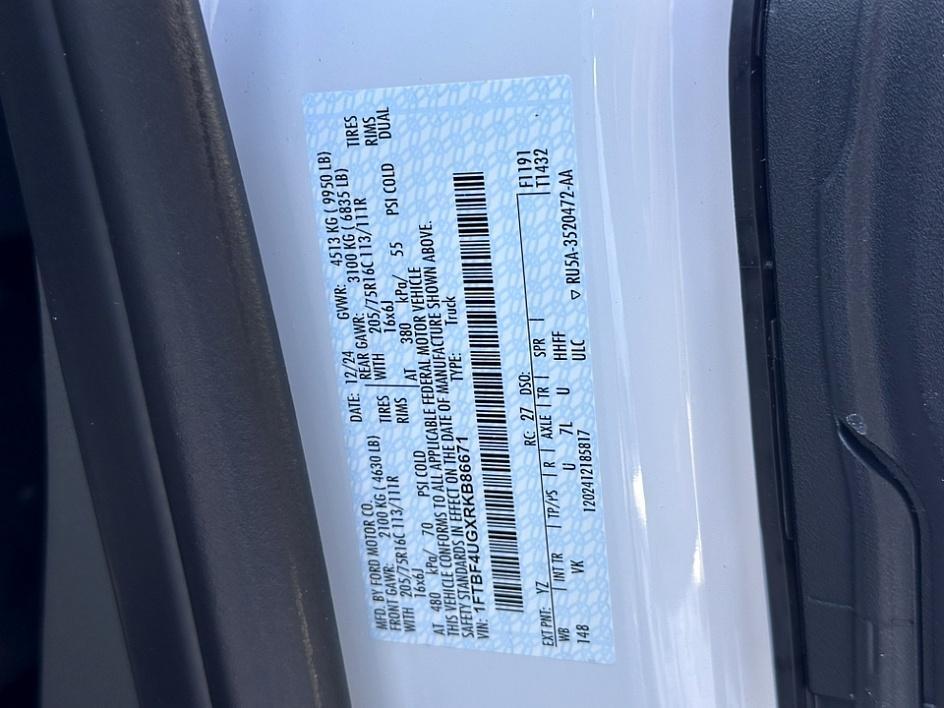 MFD. BY FORD MOTOR CO.
DATE: 12/24
GVWR: 4513 KG ( 9950 LB)
FRONT GAWR: 2100 KG ( 4630 LB)
REAR GAWR: 3100 KG ( 6835 LB)
WITH 205/75R16C 113/111R TIRES
WITH 205/75R16C 113/111R TIRES
16x6J RIMS
16x6J RIMS
AT 480 kPa/ 70 PSI COLD
AT 380 kPa/ 55 PSI COLD DUAL
THIS VEHICLE CONFORMS TO ALL APPLICABLE FEDERAL MOTOR VEHICLE
SAFETY STANDARDS IN EFFECT ON THE DATE OF MANUFACTURE SHOWN ABOVE.
VIN: 1FTBF4UGXRKB86671
TYPE: Truck
EXT PNT: YZ RC: 27 DSO: F1191
WB INT TR TP/PS R AXLE TR SPR T1432
148 VK U 7L U HHFF
1202412185817 ULC ▽ RU5A-3520472-AA